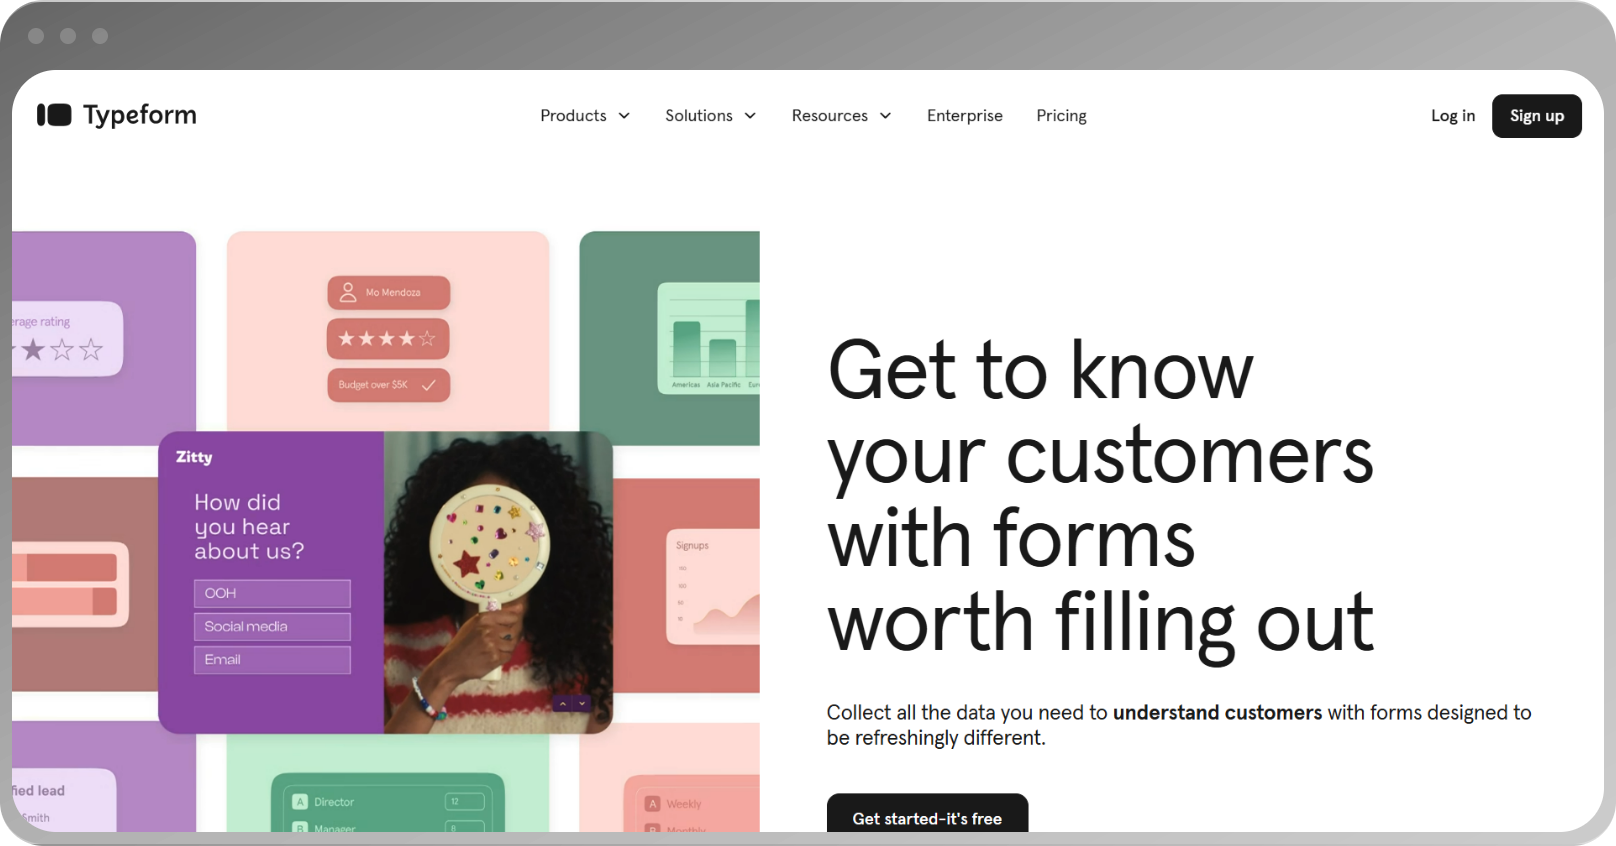 Typeform
Products
Solutions
Resources
Enterprise
Pricing
Log in
Sign up
rating
Mo Mendoza
Budget over $5K
Americas Asia Pacific
Zitty
How did
you hear
about us?
OOH
Social media
Email
Signups
lead
Smith
A Director 12
B Manager
A Weekly
B Monthly
Get to know
your customers
with forms
worth filling out
Collect all the data you need to understand customers with forms designed to
be refreshingly different.
Get started-it's free